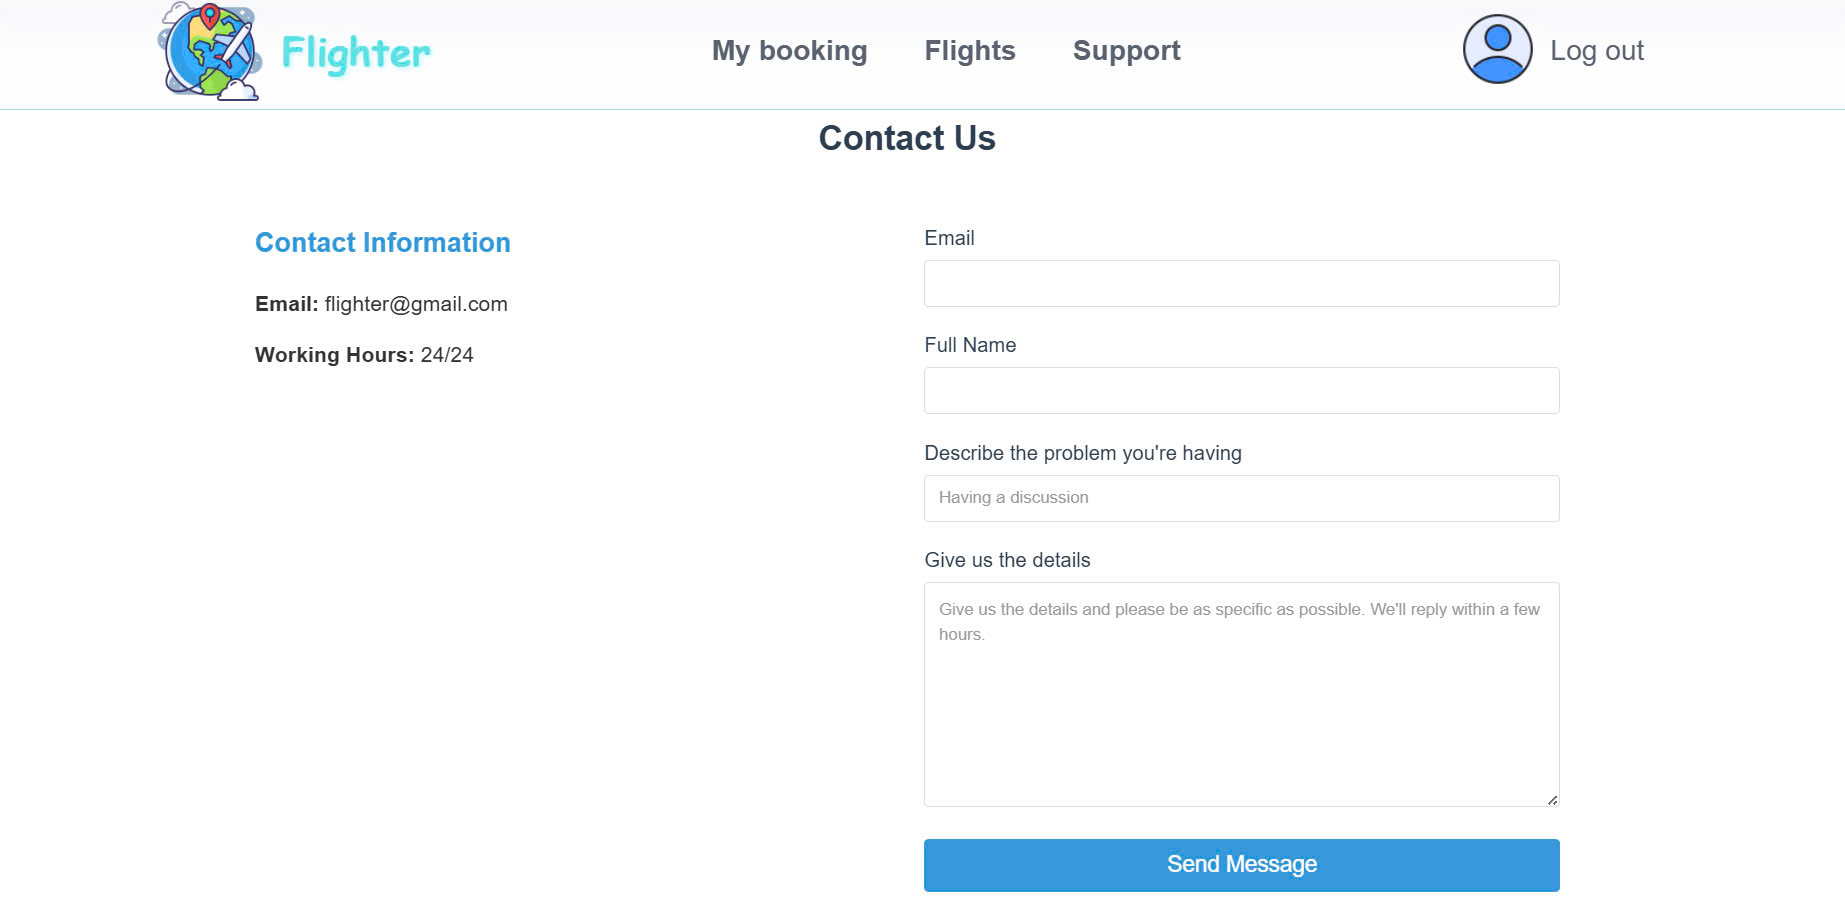 Flighter
My booking
Flights
Support
Log out
Contact Us
Contact Information
Email: flighter@gmail.com
Working Hours: 24/24
Email
Full Name
Describe the problem you're having
Having a discussion
Give us the details
Give us the details and please be as specific as possible. We'll reply within a few
hours.
Send Message